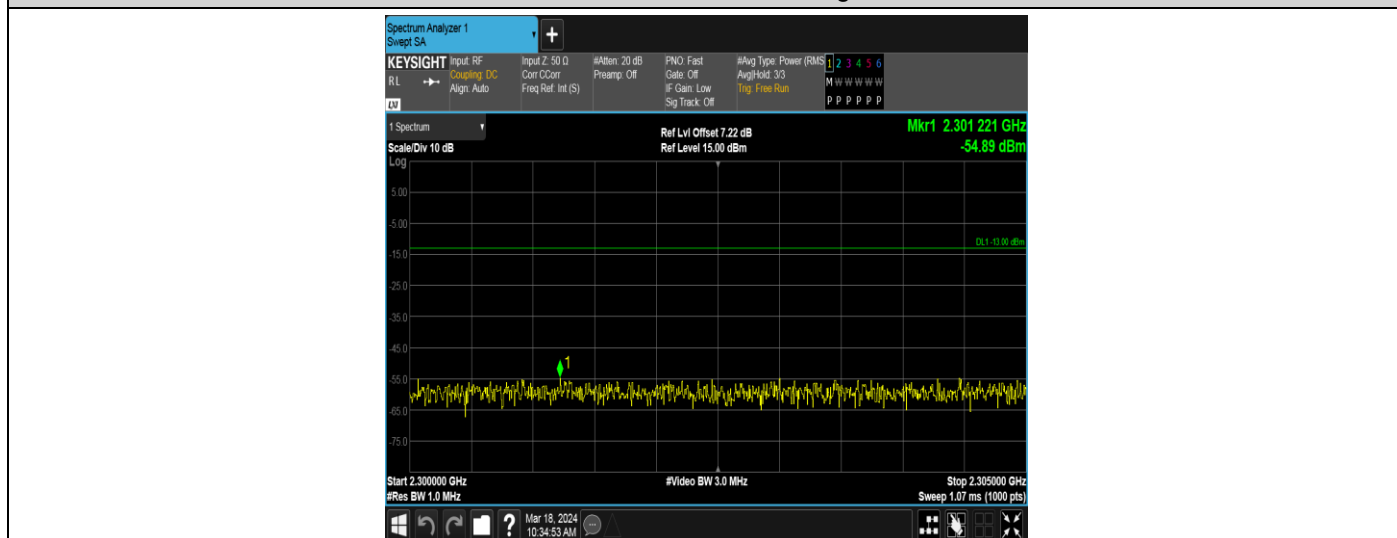 Spectrum Analyzer 1
Swept SA
+
KEYSIGHT
RL
Input: RF
Coupling: DC
Align: Auto
Input Z: 50 Ω
Corr CCorr
Freq Ref: Int (S)
#Atten: 20 dB
Preamp: Off
PNO: Fast
Gate: Off
IF Gain: Low
Sig Track: Off
#Avg Type: Power (RMS
Avg|Hold: 3/3
Trig: Free Run
1 2 3 4 5 6
M W W W W W
P P P P P P
1 Spectrum
Scale/Div 10 dB
Ref Lvl Offset 7.22 dB
Ref Level 15.00 dBm
Mkr1 2.301 221 GHz
-54.89 dBm
Log
5.00
-5.00
DL1 -13.00 dBm
-15.0
-25.0
-35.0
-45.0
1
-55.0
-65.0
-75.0
Start 2.300000 GHz
#Res BW 1.0 MHz
#Video BW 3.0 MHz
Stop 2.305000 GHz
Sweep 1.07 ms (1000 pts)
?
Mar 18, 2024
10:34:53 AM